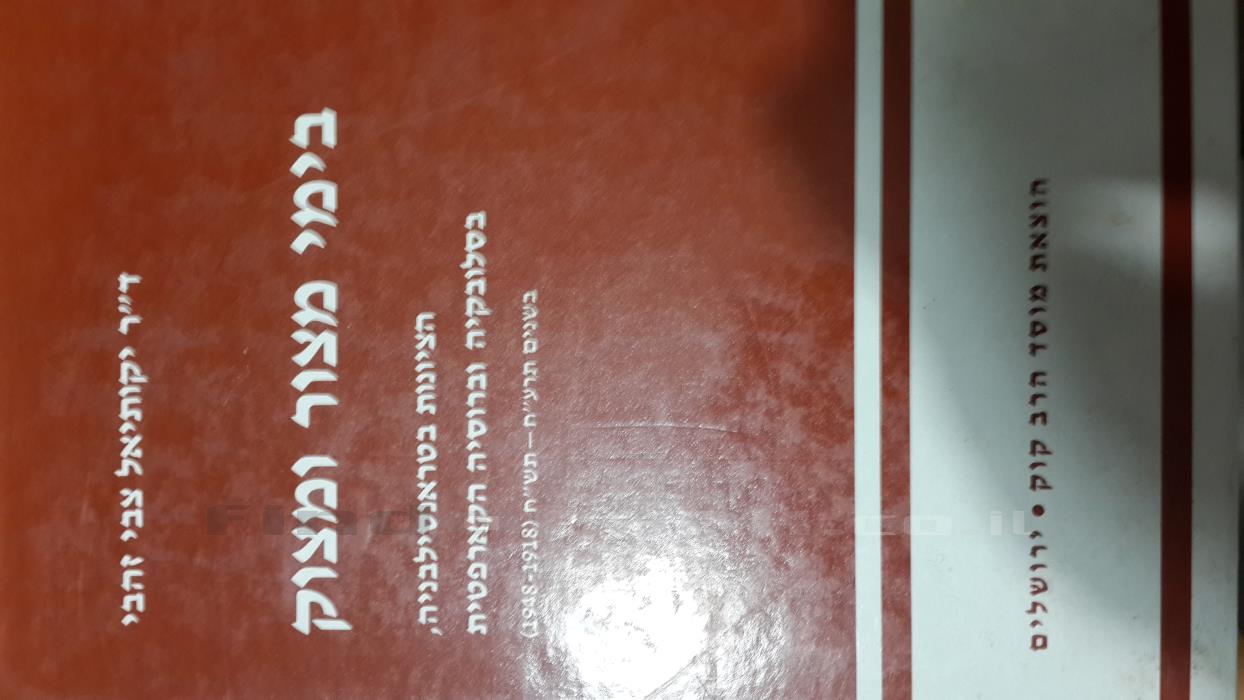 ד״ר יקותיאל צבי זהבי
בימי מצור ומצוק
הציונות בטראנסילבניה,
בסלובקיה וברוסיה הקארפטית
בשנים תרע״ח – תש״ח (1918-1948)
הוצאת מוסד הרב קוק • ירושלים